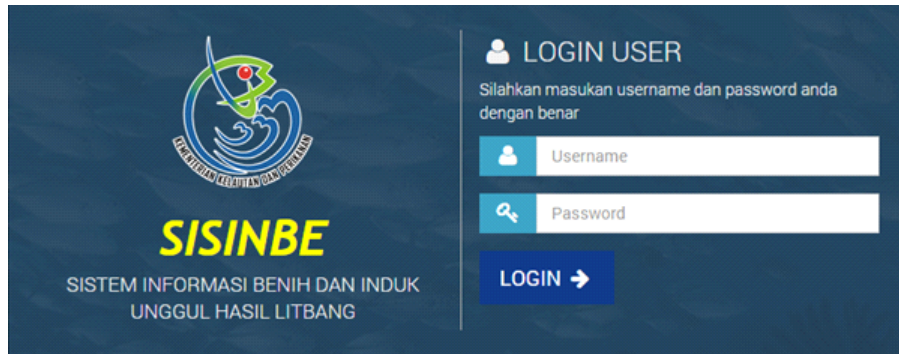 KEMENTERIAN KELAUTAN DAN PERIKANAN
SISINBE
SISTEM INFORMASI BENIH DAN INDUK
UNGGUL HASIL LITBANG
LOGIN USER
Silahkan masukan username dan password anda
dengan benar
Username
Password
LOGIN